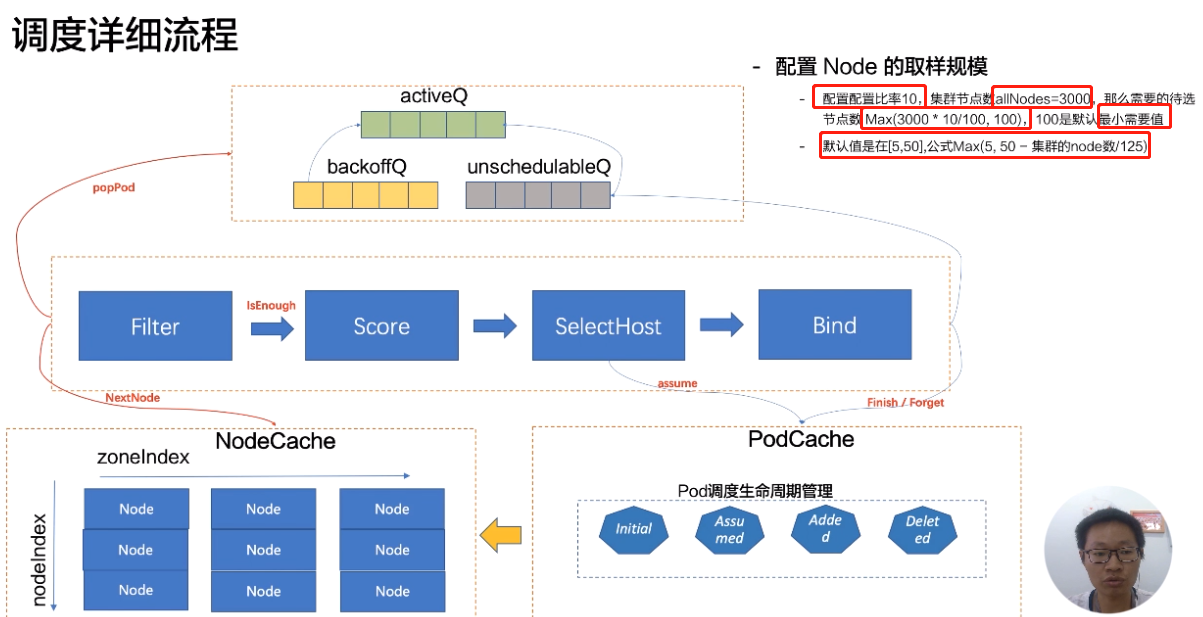 调度详细流程
- 配置 Node 的取样规模
- 配置配置比率10，集群节点数allNodes=3000，那么需要的待选
节点数 Max(3000 * 10/100, 100)， 100是默认最小需要值
- 默认值是在[5,50],公式Max(5, 50 – 集群的node数/125)
activeQ
backoffQ
unschedulableQ
popPod
Filter
IsEnough
Score
SelectHost
Bind
NextNode
assume
Finish / Forget
NodeCache
zoneIndex
nodeIndex
Node Node Node
Node Node Node
Node Node Node
PodCache
Pod调度生命周期管理
Initial
Assu
med
Adde
d
Delet
ed